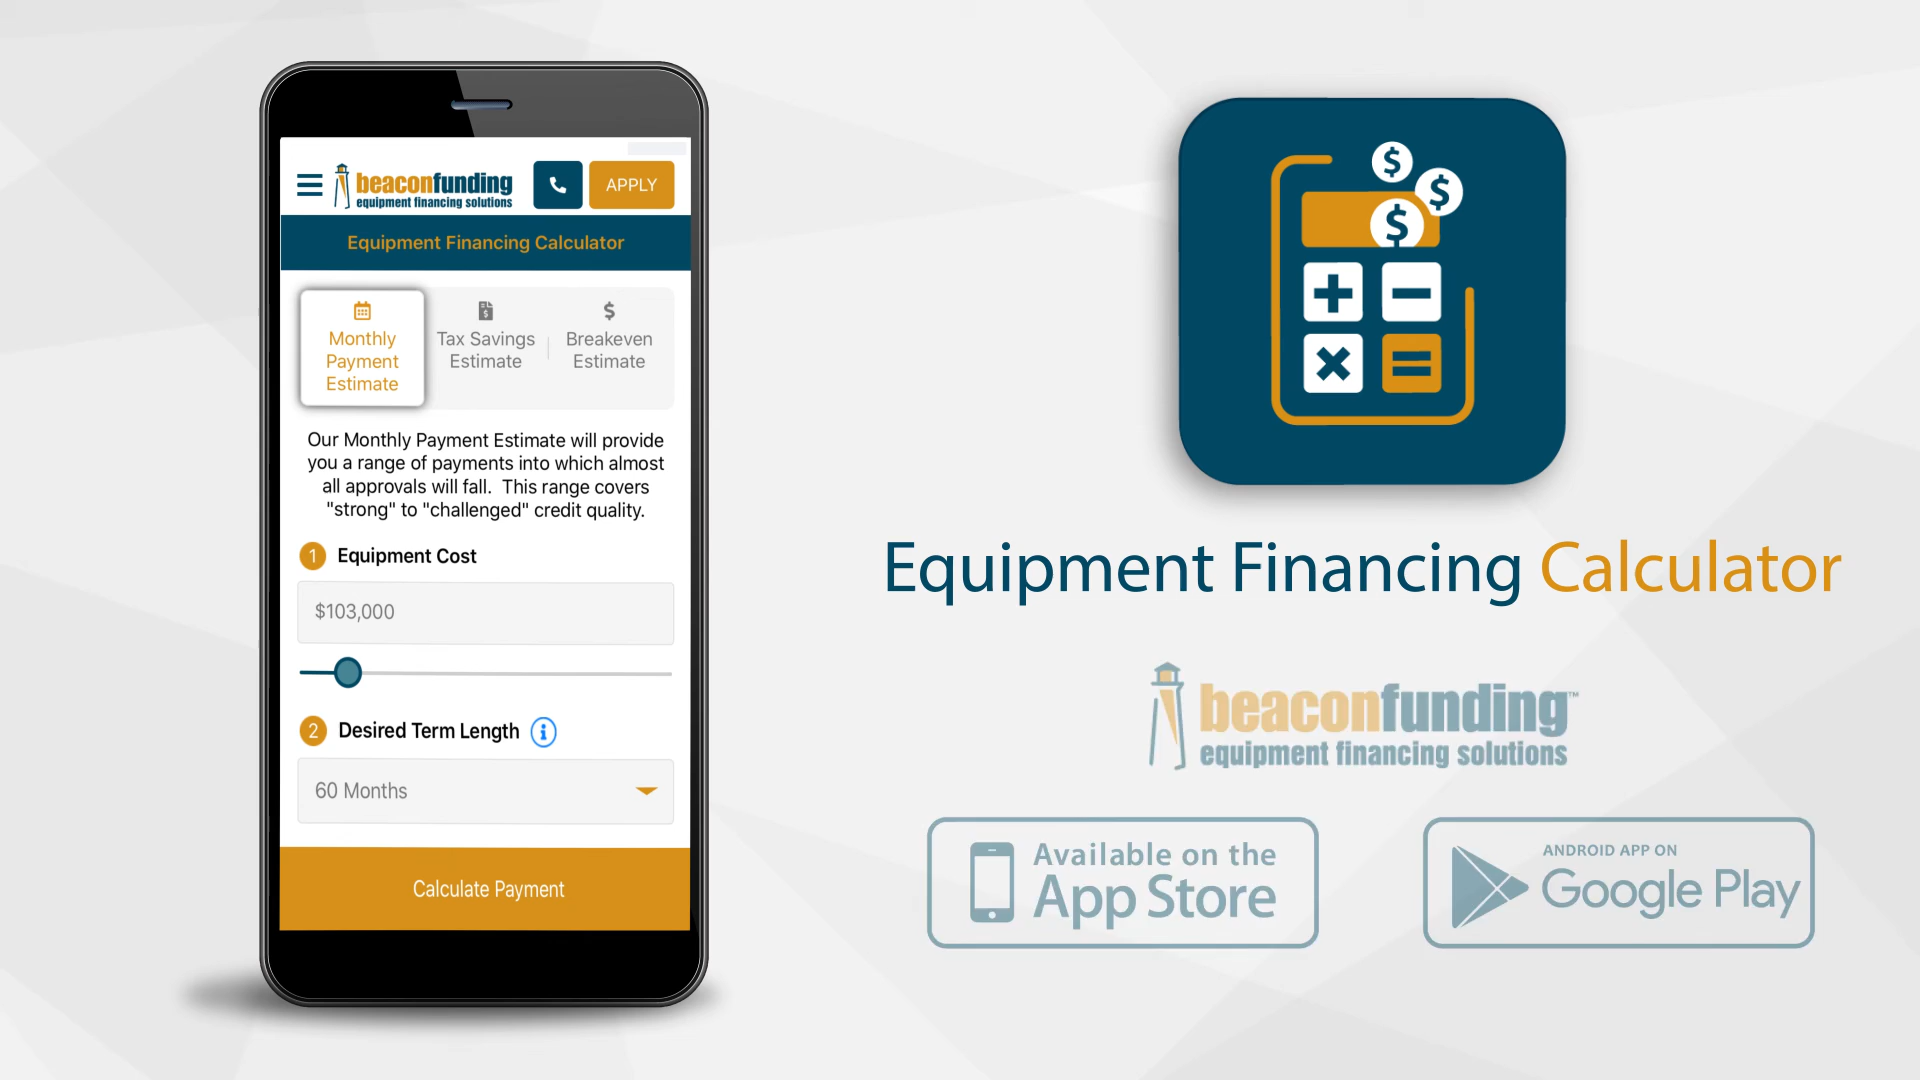 beaconfunding
equipment financing solutions
APPLY
Equipment Financing Calculator
Monthly
Payment
Estimate
Tax Savings
Estimate
Breakeven
Estimate
Our Monthly Payment Estimate will provide
you a range of payments into which almost
all approvals will fall.  This range covers
"strong" to "challenged" credit quality.
1 Equipment Cost
$103,000
2 Desired Term Length
60 Months
Calculate Payment
$
$
$
Equipment Financing Calculator
beaconfunding™
equipment financing solutions
Available on the
App Store
ANDROID APP ON
Google Play